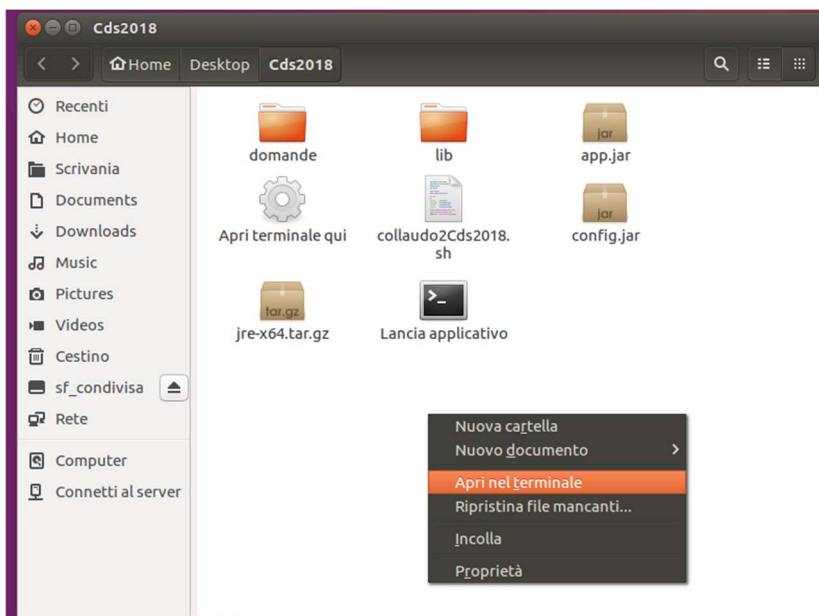 Cds2018
Home Desktop Cds2018
Recenti
Home
Scrivania
Documents
Downloads
Music
Pictures
Videos
Cestino
sf_condivisa
Rete
Computer
Connetti al server
jar
domande lib app.jar
jar
Apri terminale qui collaudo2Cds2018. config.jar
sh
tar.gz
jre-x64.tar.gz Lancia applicativo
Nuova cartella
Nuovo documento
Apri nel terminale
Ripristina file mancanti...
Incolla
Proprietà